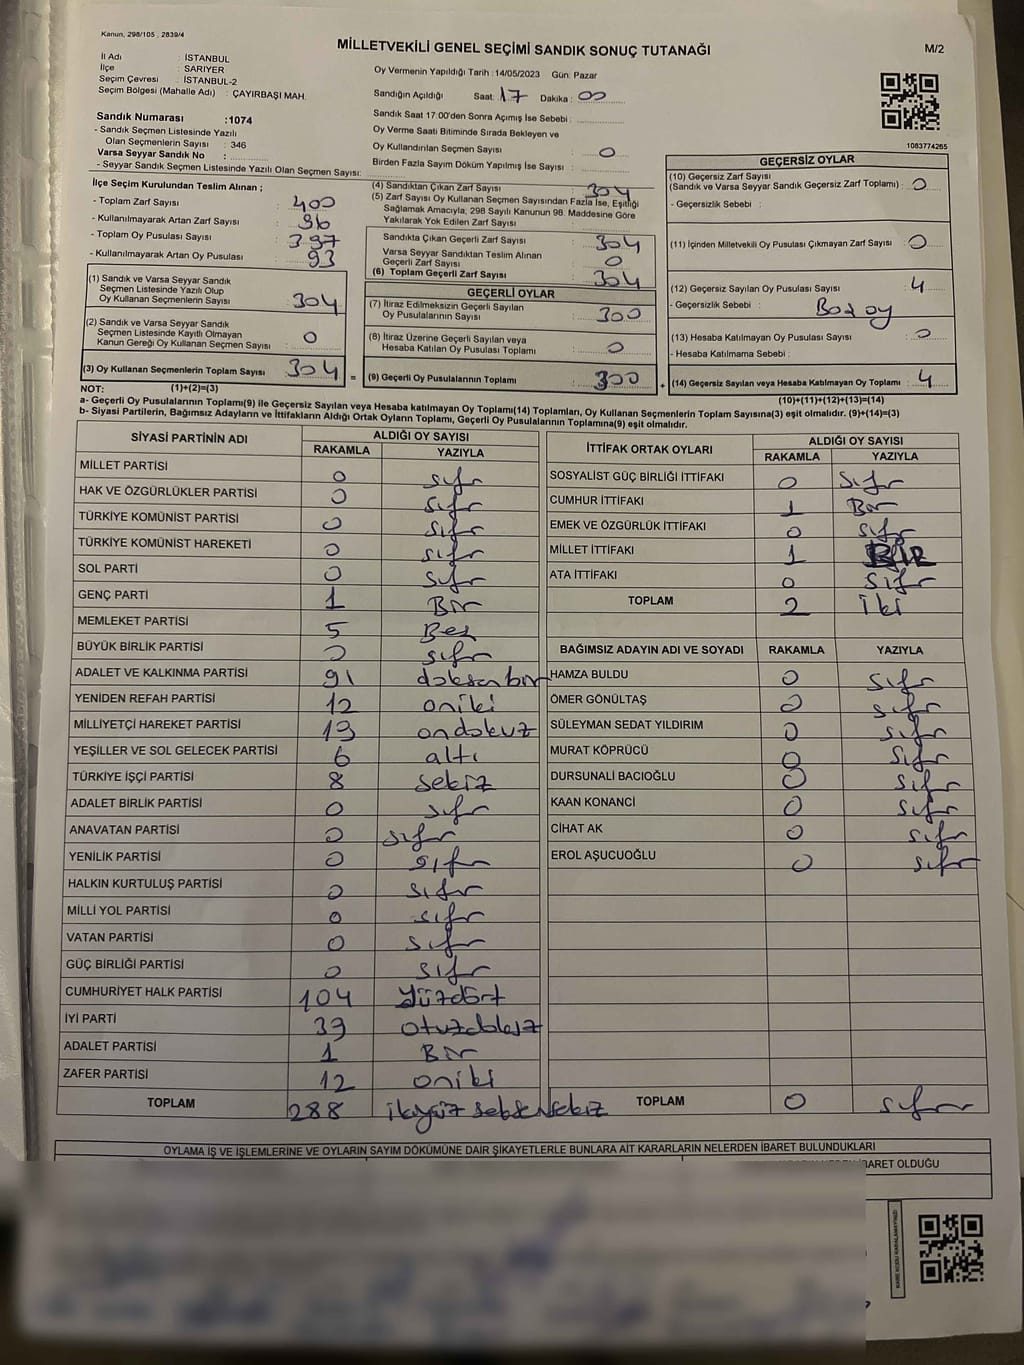 Kanun, 298/105 , 2839/4
MİLLETVEKİLİ GENEL SEÇİMİ SANDIK SONUÇ TUTANAĞI
M/2
İl Adı : İSTANBUL
İlçe : SARIYER
Seçim Çevresi : İSTANBUL-2
Seçim Bölgesi (Mahalle Adı) : ÇAYIRBAŞI MAH.
Sandık Numarası :1074
- Sandık Seçmen Listesinde Yazılı
Olan Seçmenlerin Sayısı : 346
Varsa Seyyar Sandık No :
- Seyyar Sandık Seçmen Listesinde Yazılı Olan Seçmen Sayısı:
Oy Vermenin Yapıldığı Tarih :14/05/2023 Gün: Pazar
Sandığın Açıldığı Saat: 17 Dakika : 00
Sandık Saat 17.00'den Sonra Açımış İse Sebebi :
Oy Verme Saati Bitiminde Sırada Bekleyen ve
Oy Kullandırılan Seçmen Sayısı : 0
Birden Fazla Sayım Döküm Yapılmış İse Sayısı :
1083774265
İlçe Seçim Kurulundan Teslim Alınan ;
- Toplam Zarf Sayısı : 400
- Kullanılmayarak Artan Zarf Sayısı : 96
- Toplam Oy Pusulası Sayısı : 397
- Kullanılmayarak Artan Oy Pusulası : 93
(1) Sandık ve Varsa Seyyar Sandık
Seçmen Listesinde Yazılı Olup
Oy Kullanan Seçmenlerin Sayısı : 304
(2) Sandık ve Varsa Seyyar Sandık
Seçmen Listesinde Kayıtlı Olmayan
Kanun Gereği Oy Kullanan Seçmen Sayısı : 0
(3) Oy Kullanan Seçmenlerin Toplam Sayısı : 304
(4) Sandıktan Çıkan Zarf Sayısı : 304
(5) Zarf Sayısı Oy Kullanan Seçmen Sayısından Fazla İse, Eşitliği
Sağlamak Amacıyla, 298 Sayılı Kanunun 98. Maddesine Göre
Yakılarak Yok Edilen Zarf Sayısı :
Sandıkta Çıkan Geçerli Zarf Sayısı : 304
Varsa Seyyar Sandıktan Teslim Alınan
Geçerli Zarf Sayısı : 0
(6) Toplam Geçerli Zarf Sayısı : 304
GEÇERLİ OYLAR
(7) İtiraz Edilmeksizin Geçerli Sayılan
Oy Pusulalarının Sayısı : 300
(8) İtiraz Üzerine Geçerli Sayılan veya
Hesaba Katılan Oy Pusulası Toplamı : 0
= (9) Geçerli Oy Pusulalarının Toplamı : 300
GEÇERSİZ OYLAR
(10) Geçersiz Zarf Sayısı
(Sandık ve Varsa Seyyar Sandık Geçersiz Zarf Toplamı) : 0
- Geçersizlik Sebebi :
(11) İçinden Milletvekili Oy Pusulası Çıkmayan Zarf Sayısı : 0
(12) Geçersiz Sayılan Oy Pusulası Sayısı : 4
- Geçersizlik Sebebi : Boz oy
(13) Hesaba Katılmayan Oy Pusulası Sayısı : 0
- Hesaba Katılmama Sebebi :
+ (14) Geçersiz Sayılan veya Hesaba Katılmayan Oy Toplamı : 4
NOT: (1)+(2)=(3)
(10)+(11)+(12)+(13)=(14)
a- Geçerli Oy Pusulalarının Toplamı(9) ile Geçersiz Sayılan veya Hesaba katılmayan Oy Toplamı(14) Toplamları, Oy Kullanan Seçmenlerin Toplam Sayısına(3) eşit olmalıdır. (9)+(14)=(3)
b- Siyasi Partilerin, Bağımsız Adayların ve İttifakların Aldığı Ortak Oyların Toplamı, Geçerli Oy Pusulalarının Toplamına(9) eşit olmalıdır.
SİYASİ PARTİNİN ADI ALDIĞI OY SAYISI
RAKAMLA YAZIYLA
MİLLET PARTİSİ 0 sıfır
HAK VE ÖZGÜRLÜKLER PARTİSİ 0 sıfır
TÜRKİYE KOMÜNİST PARTİSİ 0 sıfır
TÜRKİYE KOMÜNİST HAREKETİ 0 sıfır
SOL PARTİ 0 sıfır
GENÇ PARTİ 1 Bir
MEMLEKET PARTİSİ 5 Beş
BÜYÜK BİRLİK PARTİSİ 0 sıfır
ADALET VE KALKINMA PARTİSİ 91 doksan bir
YENİDEN REFAH PARTİSİ 12 oniki
MİLLİYETÇİ HAREKET PARTİSİ 19 ondokuz
YEŞİLLER VE SOL GELECEK PARTİSİ 6 altı
TÜRKİYE İŞÇİ PARTİSİ 8 sekiz
ADALET BİRLİK PARTİSİ 0 sıfır
ANAVATAN PARTİSİ 0 sıfır
YENİLİK PARTİSİ 0 sıfır
HALKIN KURTULUŞ PARTİSİ 0 sıfır
MİLLİ YOL PARTİSİ 0 sıfır
VATAN PARTİSİ 0 sıfır
GÜÇ BİRLİĞİ PARTİSİ 0 sıfır
CUMHURİYET HALK PARTİSİ 104 yüzdört
İYİ PARTİ 39 otuzdokuz
ADALET PARTİSİ 1 Bir
ZAFER PARTİSİ 12 oniki
TOPLAM 288 ikiyüz seksensekiz
İTTİFAK ORTAK OYLARI ALDIĞI OY SAYISI
RAKAMLA YAZIYLA
SOSYALİST GÜÇ BİRLİĞİ İTTİFAKI 0 Sıfır
CUMHUR İTTİFAKI 1 Bir
EMEK VE ÖZGÜRLÜK İTTİFAKI 0 sıfır
MİLLET İTTİFAKI 1 BİR
ATA İTTİFAKI 0 sıfır
TOPLAM 2 iki
BAĞIMSIZ ADAYIN ADI VE SOYADI RAKAMLA YAZIYLA
HAMZA BULDU 0 sıfır
ÖMER GÖNÜLTAŞ 0 sıfır
SÜLEYMAN SEDAT YILDIRIM 0 sıfır
MURAT KÖPRÜCÜ 0 sıfır
DURSUNALİ BACIOĞLU 0 sıfır
KAAN KONANCİ 0 sıfır
CİHAT AK 0 sıfır
EROL AŞUCUOĞLU 0 sıfır
TOPLAM 0 sıfır
OYLAMA İŞ VE İŞLEMLERİNE VE OYLARIN SAYIM DÖKÜMÜNE DAİR ŞİKAYETLERLE BUNLARA AİT KARARLARIN NELERDEN İBARET BULUNDUKLARI
İBARET OLDUĞU
KARE KODU KARALAMAYINIZ!